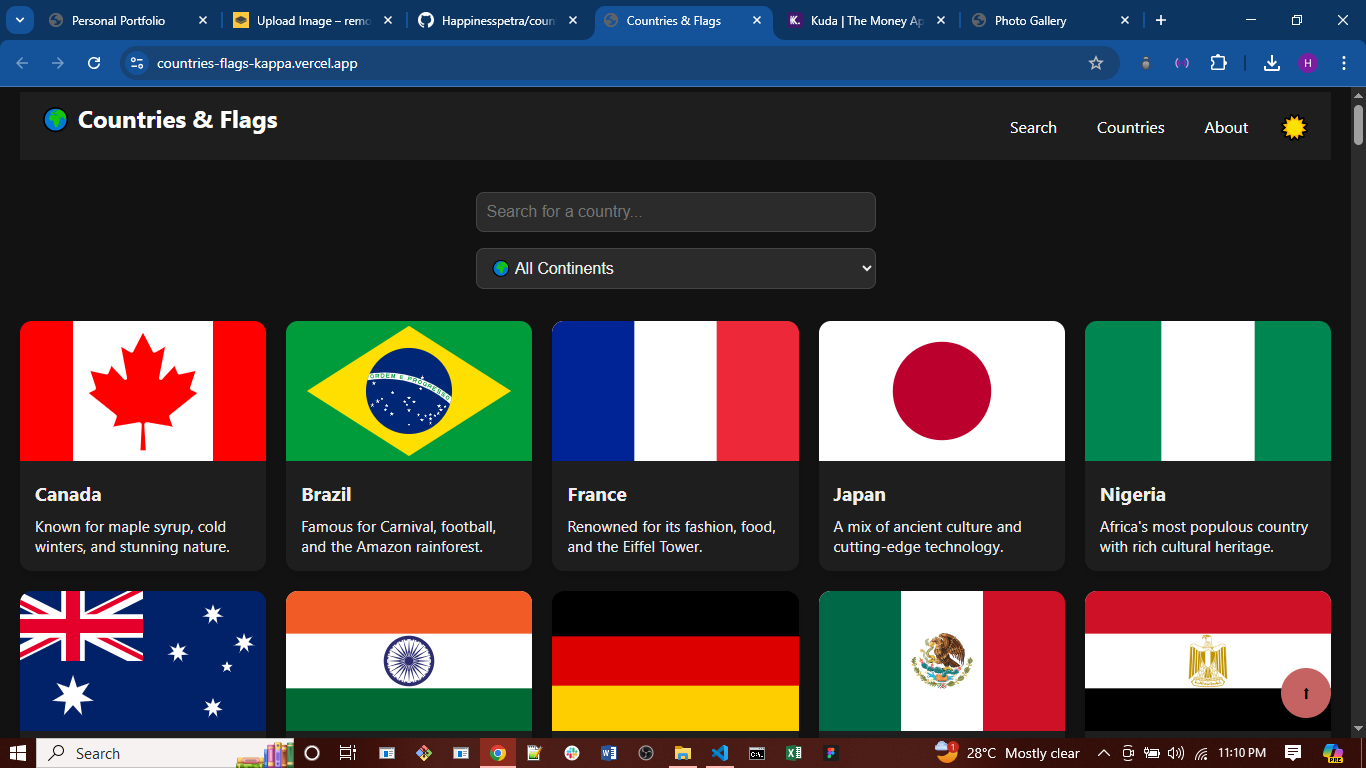 Personal Portfolio
Upload Image – remo
Happinesspetra/coun
Countries & Flags
Kuda | The Money Ap
Photo Gallery
countries-flags-kappa.vercel.app
H
Countries & Flags
Search
Countries
About
Search for a country...
All Continents
ORDEM E PROGRESSO
Canada
Known for maple syrup, cold
winters, and stunning nature.
Brazil
Famous for Carnival, football,
and the Amazon rainforest.
France
Renowned for its fashion, food,
and the Eiffel Tower.
Japan
A mix of ancient culture and
cutting-edge technology.
Nigeria
Africa's most populous country
with rich cultural heritage.
Search
1
28°C Mostly clear
11:10 PM
PRE